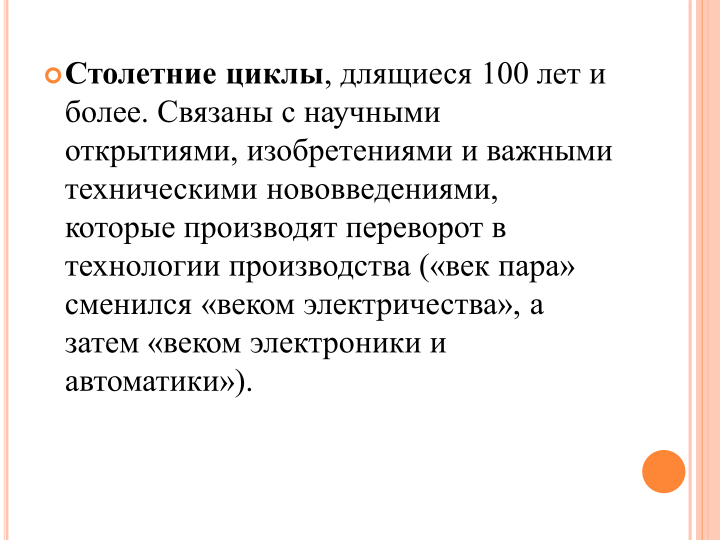 Столетние циклы, длящиеся 100 лет и
более. Связаны с научными
открытиями, изобретениями и важными
техническими нововведениями,
которые производят переворот в
технологии производства («век пара»
сменился «веком электричества», а
затем «веком электроники и
автоматики»).